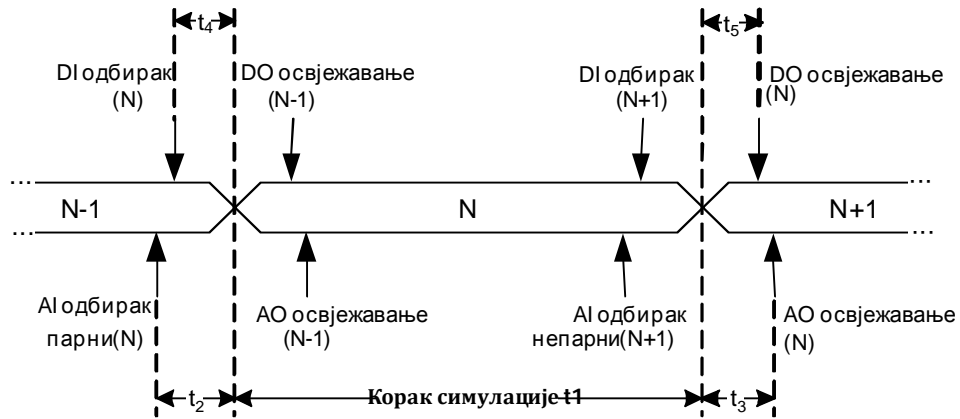 t₄
t₅
DI одбирак
(N)
DO освјежавање
(N-1)
DI одбирак
(N+1)
DO освјежавање
(N)
...
...
N-1
N
N+1
...
...
AI одбирак
парни(N)
AO освјежавање
(N-1)
AI одбирак
непарни(N+1)
AO освјежавање
(N)
t₂
Корак симулације t1
t₃